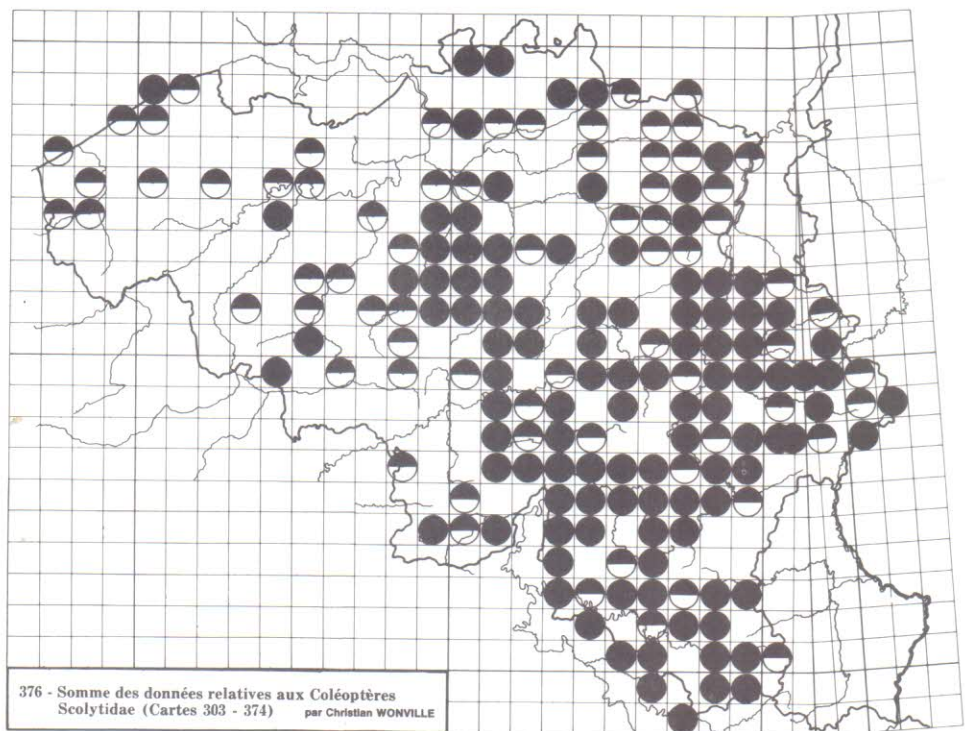 376 - Somme des données relatives aux Coléoptères
Scolytidae (Cartes 303 - 374) par Christian WONVILLE